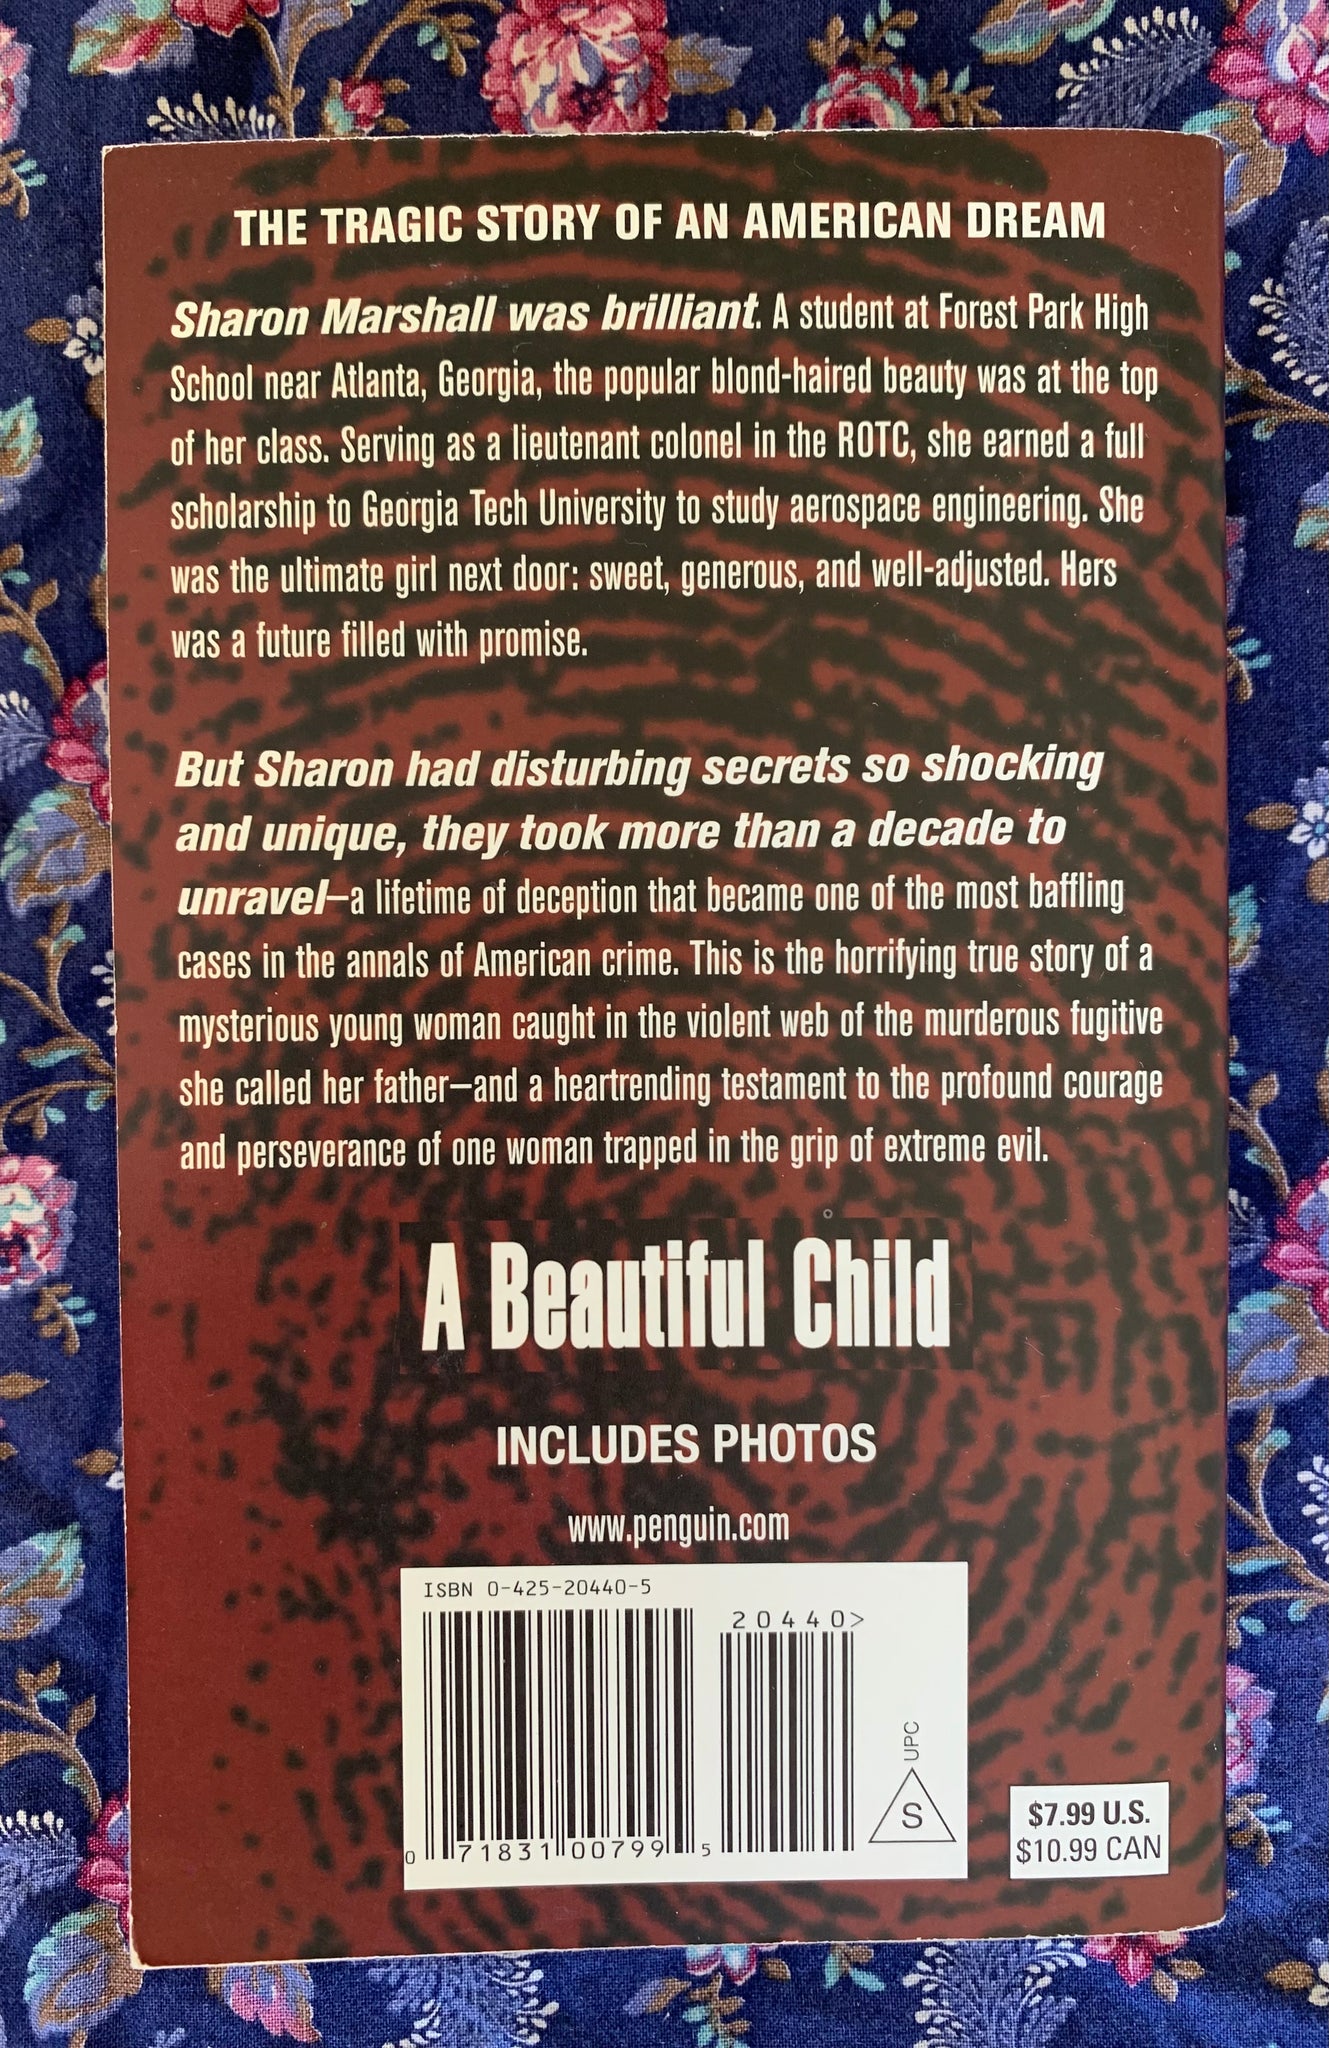 THE TRAGIC STORY OF AN AMERICAN DREAM
Sharon Marshall was brilliant. A student at Forest Park High
School near Atlanta, Georgia, the popular blond-haired beauty was at the top
of her class. Serving as a lieutenant colonel in the ROTC, she earned a full
scholarship to Georgia Tech University to study aerospace engineering. She
was the ultimate girl next door: sweet, generous, and well-adjusted. Hers
was a future filled with promise.
But Sharon had disturbing secrets so shocking
and unique, they took more than a decade to
unravel—a lifetime of deception that became one of the most baffling
cases in the annals of American crime. This is the horrifying true story of a
mysterious young woman caught in the violent web of the murderous fugitive
she called her father—and a heartrending testament to the profound courage
and perseverance of one woman trapped in the grip of extreme evil.
A Beautiful Child
INCLUDES PHOTOS
www.penguin.com
ISBN 0-425-20440-5
20440>
0 71831 00799 5
UPC
S
$7.99 U.S.
$10.99 CAN